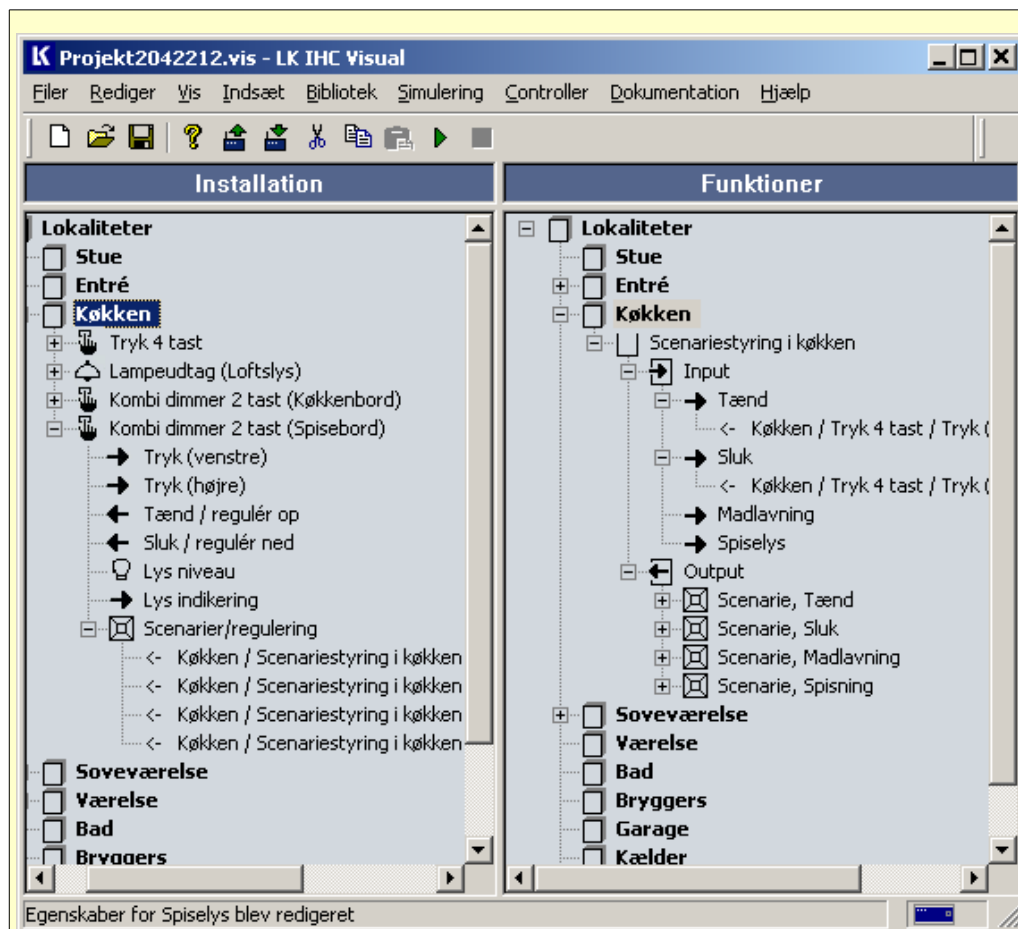 Projekt2042212.vis - LK IHC Visual
Filer Rediger Vis Indsæt Bibliotek Simulering Controller Dokumentation Hjælp
Installation
Lokaliteter
Stue
Entré
Køkken
Tryk 4 tast
Lampeudtag (Loftslys)
Kombi dimmer 2 tast (Køkkenbord)
Kombi dimmer 2 tast (Spisebord)
Tryk (venstre)
Tryk (højre)
Tænd / regulér op
Sluk / regulér ned
Lys niveau
Lys indikering
Scenarier/regulering
<- Køkken / Scenariestyring i køkken
<- Køkken / Scenariestyring i køkken
<- Køkken / Scenariestyring i køkken
<- Køkken / Scenariestyring i køkken
Soveværelse
Værelse
Bad
Bryggers
Funktioner
Lokaliteter
Stue
Entré
Køkken
Scenariestyring i køkken
Input
Tænd
<- Køkken / Tryk 4 tast / Tryk (
Sluk
<- Køkken / Tryk 4 tast / Tryk (
Madlavning
Spiselys
Output
Scenarie, Tænd
Scenarie, Sluk
Scenarie, Madlavning
Scenarie, Spisning
Soveværelse
Værelse
Bad
Bryggers
Garage
Kælder
Egenskaber for Spiselys blev redigeret